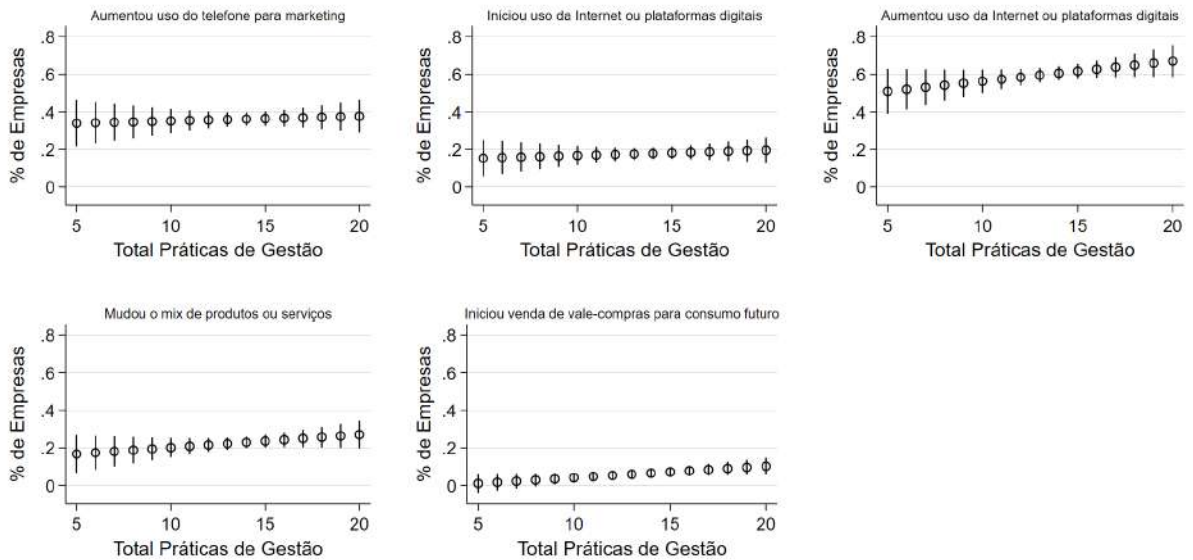 Aumentou uso do telefone para marketing
.8
.6
.4
.2
0
% de Empresas
5 10 15 20
Total Práticas de Gestão
Iniciou uso da Internet ou plataformas digitais
.8
.6
.4
.2
0
% de Empresas
5 10 15 20
Total Práticas de Gestão
Aumentou uso da Internet ou plataformas digitais
.8
.6
.4
.2
0
% de Empresas
5 10 15 20
Total Práticas de Gestão
Mudou o mix de produtos ou serviços
.8
.6
.4
.2
0
% de Empresas
5 10 15 20
Total Práticas de Gestão
Iniciou venda de vale-compras para consumo futuro
.8
.6
.4
.2
0
% de Empresas
5 10 15 20
Total Práticas de Gestão